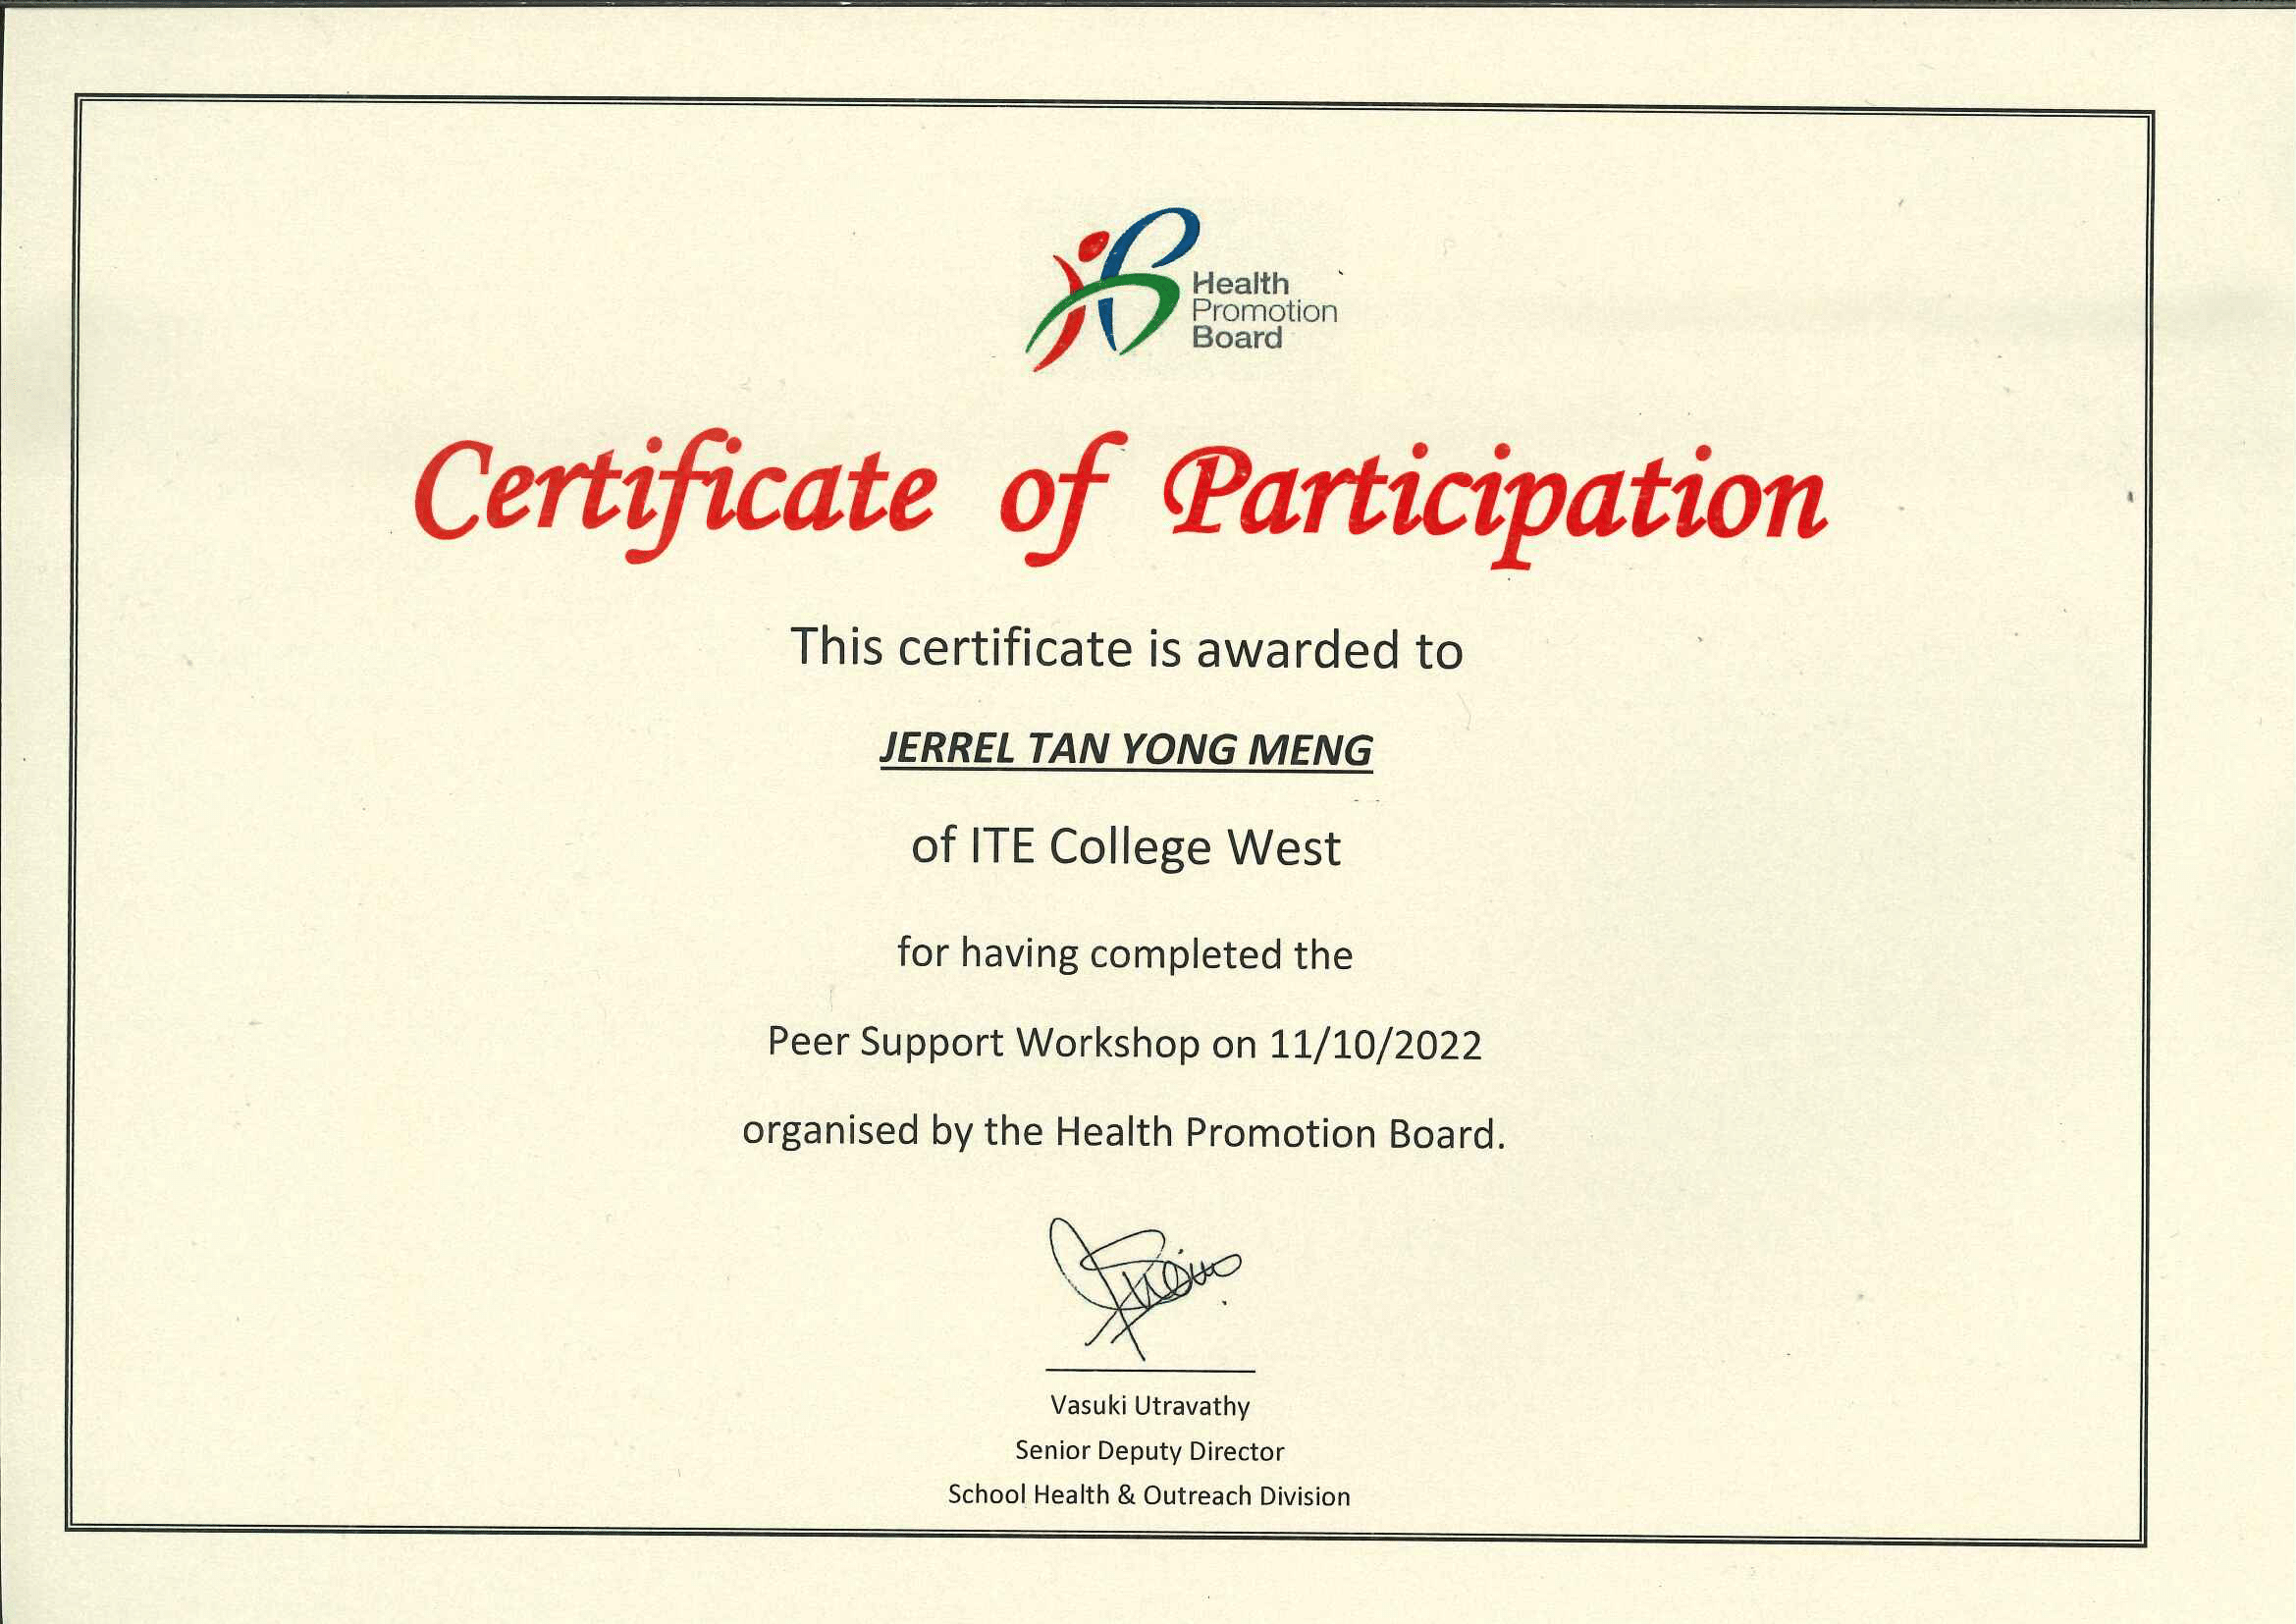 Health
Promotion
Board
Certificate of Participation
This certificate is awarded to
JERREL TAN YONG MENG
of ITE College West
for having completed the
Peer Support Workshop on 11/10/2022
organised by the Health Promotion Board.
Vasuki Utravathy
Senior Deputy Director
School Health & Outreach Division